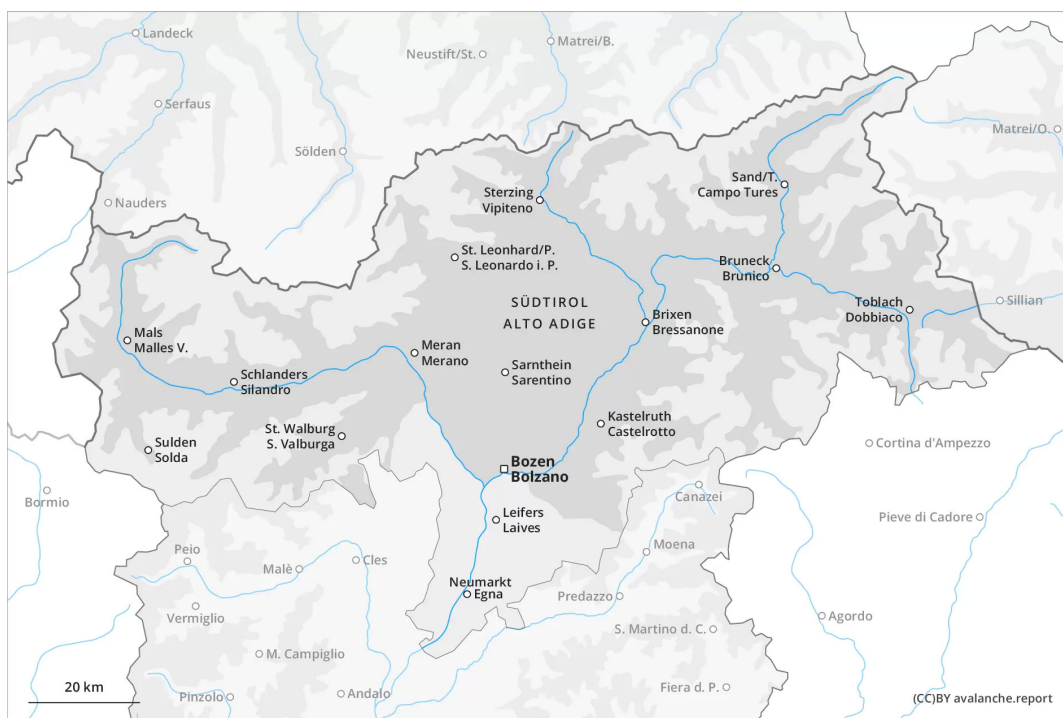 Landeck
Neustift/St.
Matrei/B.
Serfaus
Sölden
Matrei/O.
Nauders
Sterzing
Vipiteno
Sand/T.
Campo Tures
St. Leonhard/P.
S. Leonardo i. P.
Bruneck
Brunico
SÜDTIROL
ALTO ADIGE
Toblach
Dobbiaco
Sillian
Brixen
Bressanone
Mals
Malles V.
Meran
Merano
Sarnthein
Sarentino
Schlanders
Silandro
St. Walburg
S. Valburga
Kastelruth
Castelrotto
Sulden
Solda
Cortina d'Ampezzo
Bozen
Bolzano
Bormio
Canazei
Leifers
Laives
Pieve di Cadore
Peio
Malè
Cles
Moena
Neumarkt
Egna
Predazzo
Vermiglio
Agordo
S. Martino d. C.
M. Campiglio
20 km
Pinzolo
Andalo
Fiera d. P.
(CC)BY avalanche.report